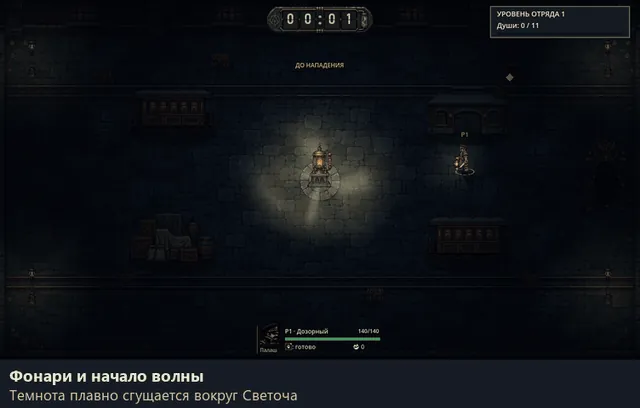 00:01
УРОВЕНЬ ОТРЯДА 1
Души: 0 / 11
ДО НАПАДЕНИЯ
P1
P1 · Дозорный 140/140
Палаш готово 0
Фонари и начало волны
Темнота плавно сгущается вокруг Светоча